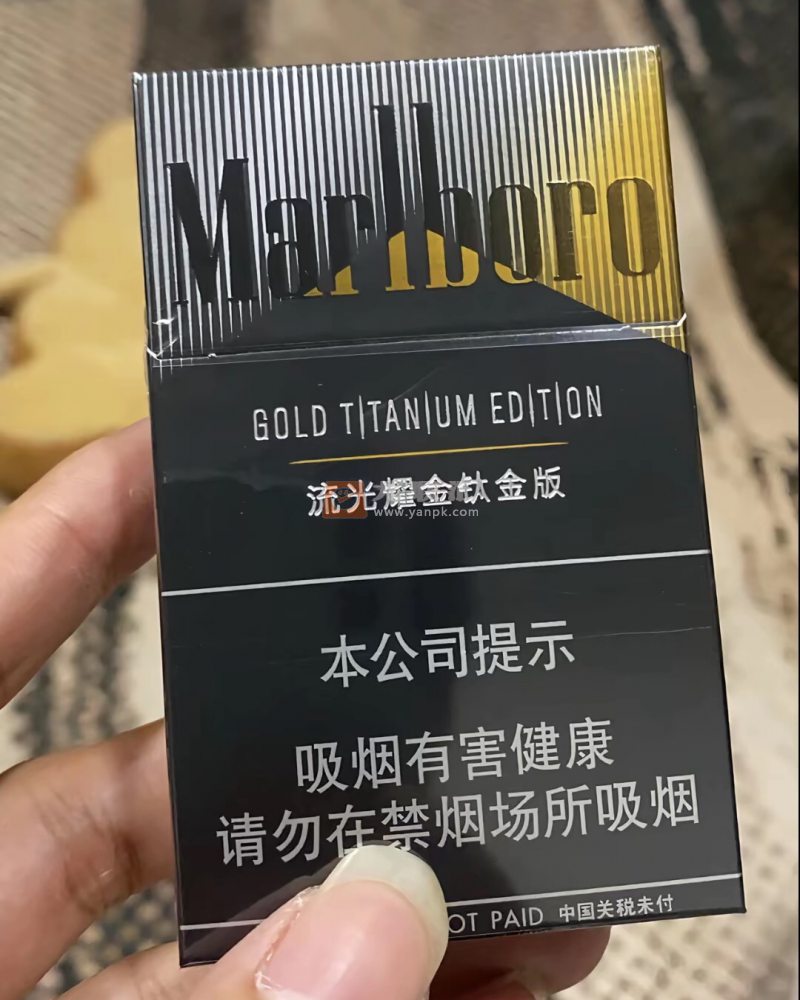 Marlboro
GOLD TITANIUM EDITION
流光耀金钛金版
www.yanpk.com
本公司提示
吸烟有害健康
请勿在禁烟场所吸烟
PAID 中国关税未付